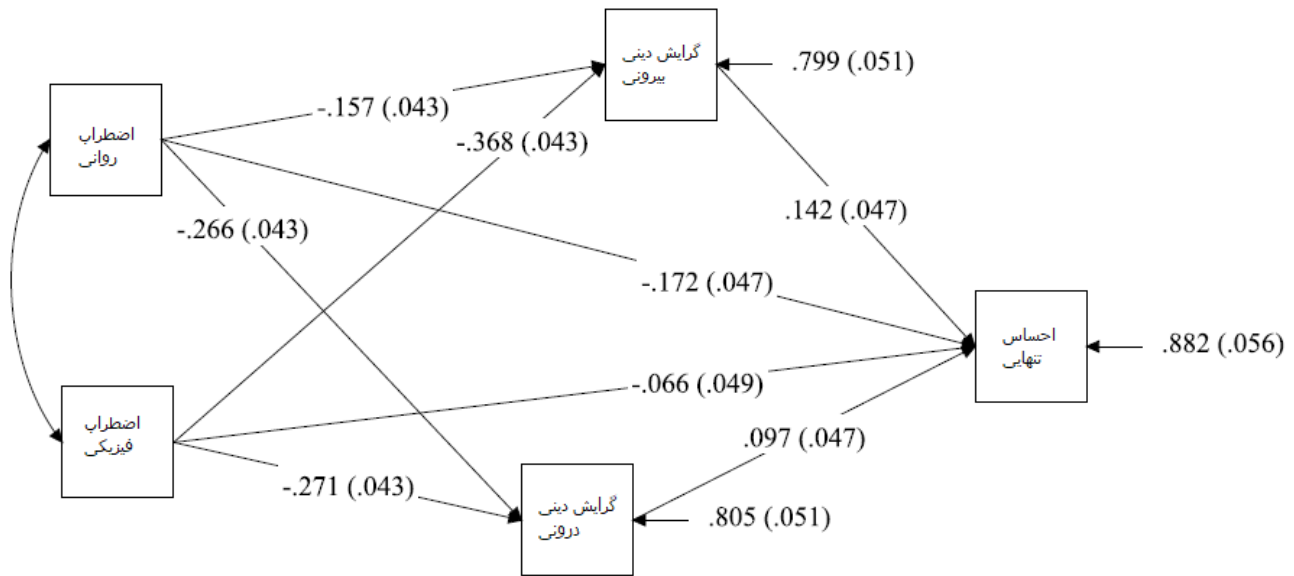 گرایش دینی
بیرونی
.799 (.051)
اضطراب
روانی
-.157 (.043)
-.368 (.043)
-.266 (.043)
.142 (.047)
-.172 (.047)
احساس
تنهایی
.882 (.056)
-.066 (.049)
اضطراب
فیزیکی
.097 (.047)
-.271 (.043)
گرایش دینی
درونی
.805 (.051)